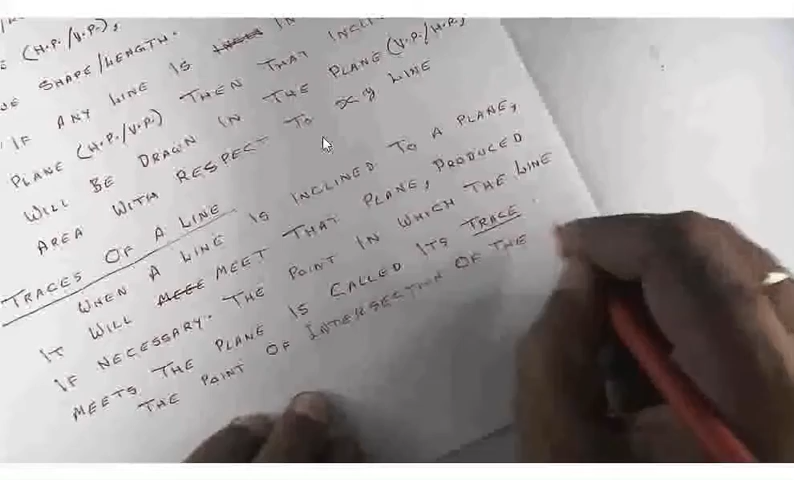 E (H.P./V.P.),
UE SHAPE/LENGTH.
IF ANY LINE IS IN
PLANE (H.P./V.P.) THEN THAT INCLI
WILL BE DRAWN IN THE PLANE (V.P./H.P.)
AREA WITH RESPECT TO XY LINE
TRACES OF A LINE
WHEN A LINE IS INCLINED TO A PLANE,
IT WILL MEET THAT PLANE, PRODUCED
IF NECESSARY. THE POINT IN WHICH THE LINE
MEETS THE PLANE IS CALLED ITS TRACE.
THE POINT OF INTERSECTION OF THE